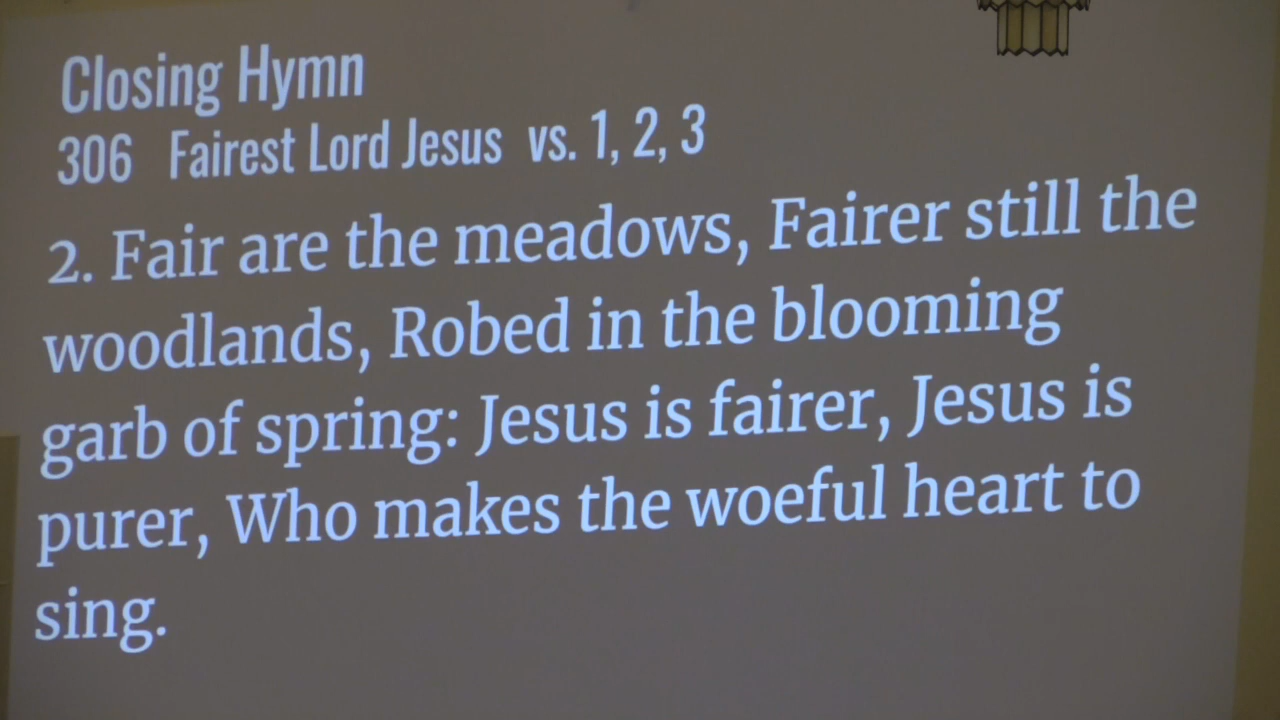 Closing Hymn
306 Fairest Lord Jesus vs. 1, 2, 3
2. Fair are the meadows, Fairer still the
woodlands, Robed in the blooming
garb of spring: Jesus is fairer, Jesus is
purer, Who makes the woeful heart to
sing.